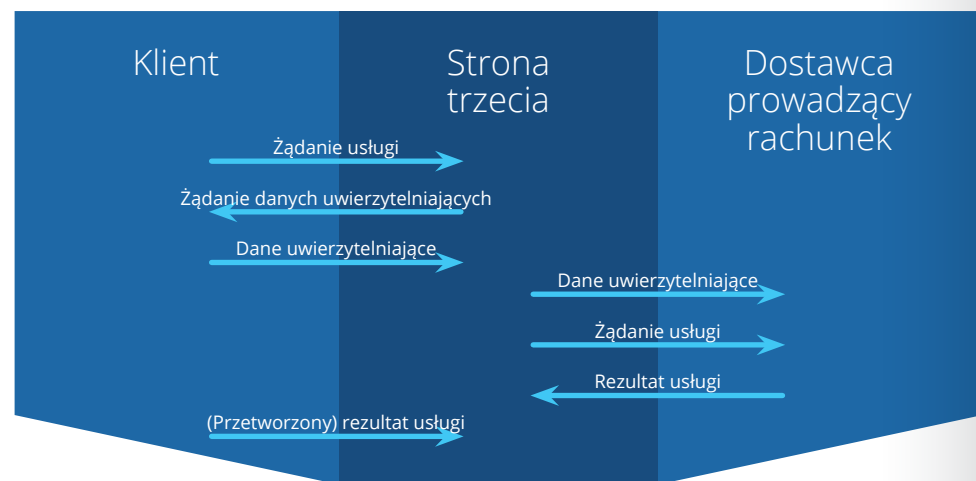 Klient
Strona
trzecia
Dostawca
prowadzący
rachunek
Żądanie usługi
Żądanie danych uwierzytelniających
Dane uwierzytelniające
Dane uwierzytelniające
Żądanie usługi
Rezultat usługi
(Przetworzony) rezultat usługi